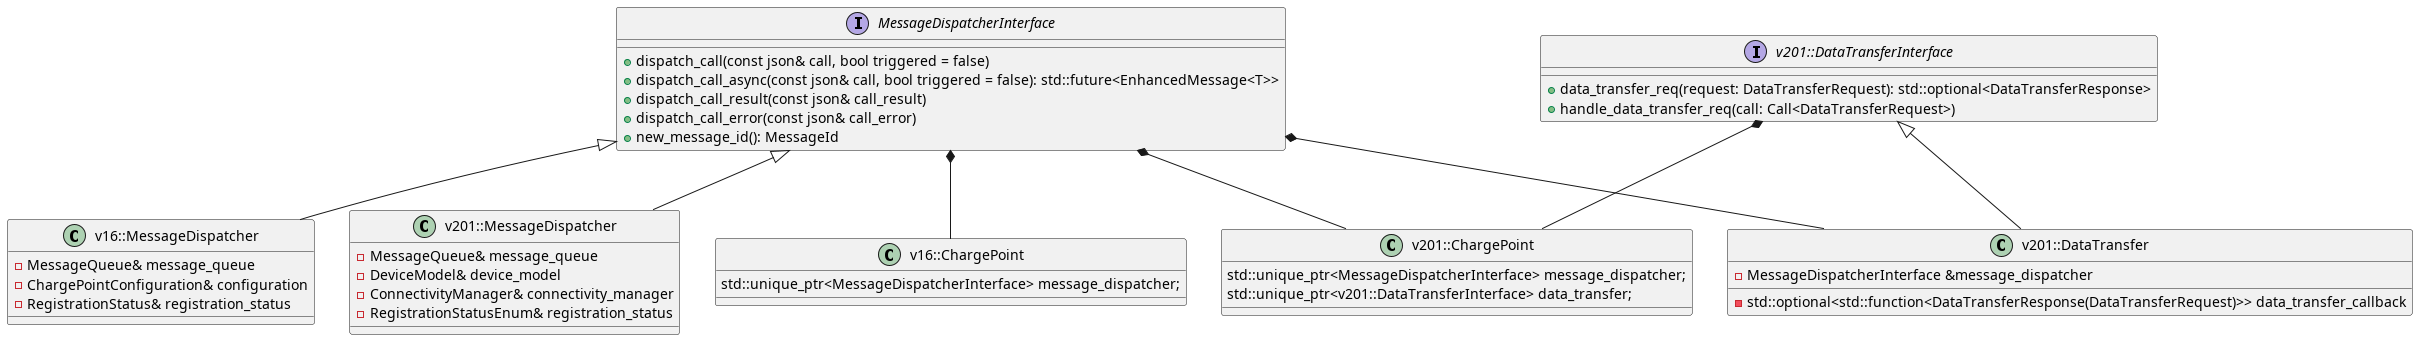 I MessageDispatcherInterface
dispatch_call(const json& call, bool triggered = false)
dispatch_call_async(const json& call, bool triggered = false): std::future<EnhancedMessage<T>>
dispatch_call_result(const json& call_result)
dispatch_call_error(const json& call_error)
new_message_id(): MessageId
I v201::DataTransferInterface
data_transfer_req(request: DataTransferRequest): std::optional<DataTransferResponse>
handle_data_transfer_req(call: Call<DataTransferRequest>)
C v16::MessageDispatcher
MessageQueue& message_queue
ChargePointConfiguration& configuration
RegistrationStatus& registration_status
C v201::MessageDispatcher
MessageQueue& message_queue
DeviceModel& device_model
ConnectivityManager& connectivity_manager
RegistrationStatusEnum& registration_status
C v16::ChargePoint
std::unique_ptr<MessageDispatcherInterface> message_dispatcher;
C v201::ChargePoint
std::unique_ptr<MessageDispatcherInterface> message_dispatcher;
std::unique_ptr<v201::DataTransferInterface> data_transfer;
C v201::DataTransfer
MessageDispatcherInterface &message_dispatcher
std::optional<std::function<DataTransferResponse(DataTransferRequest)>> data_transfer_callback